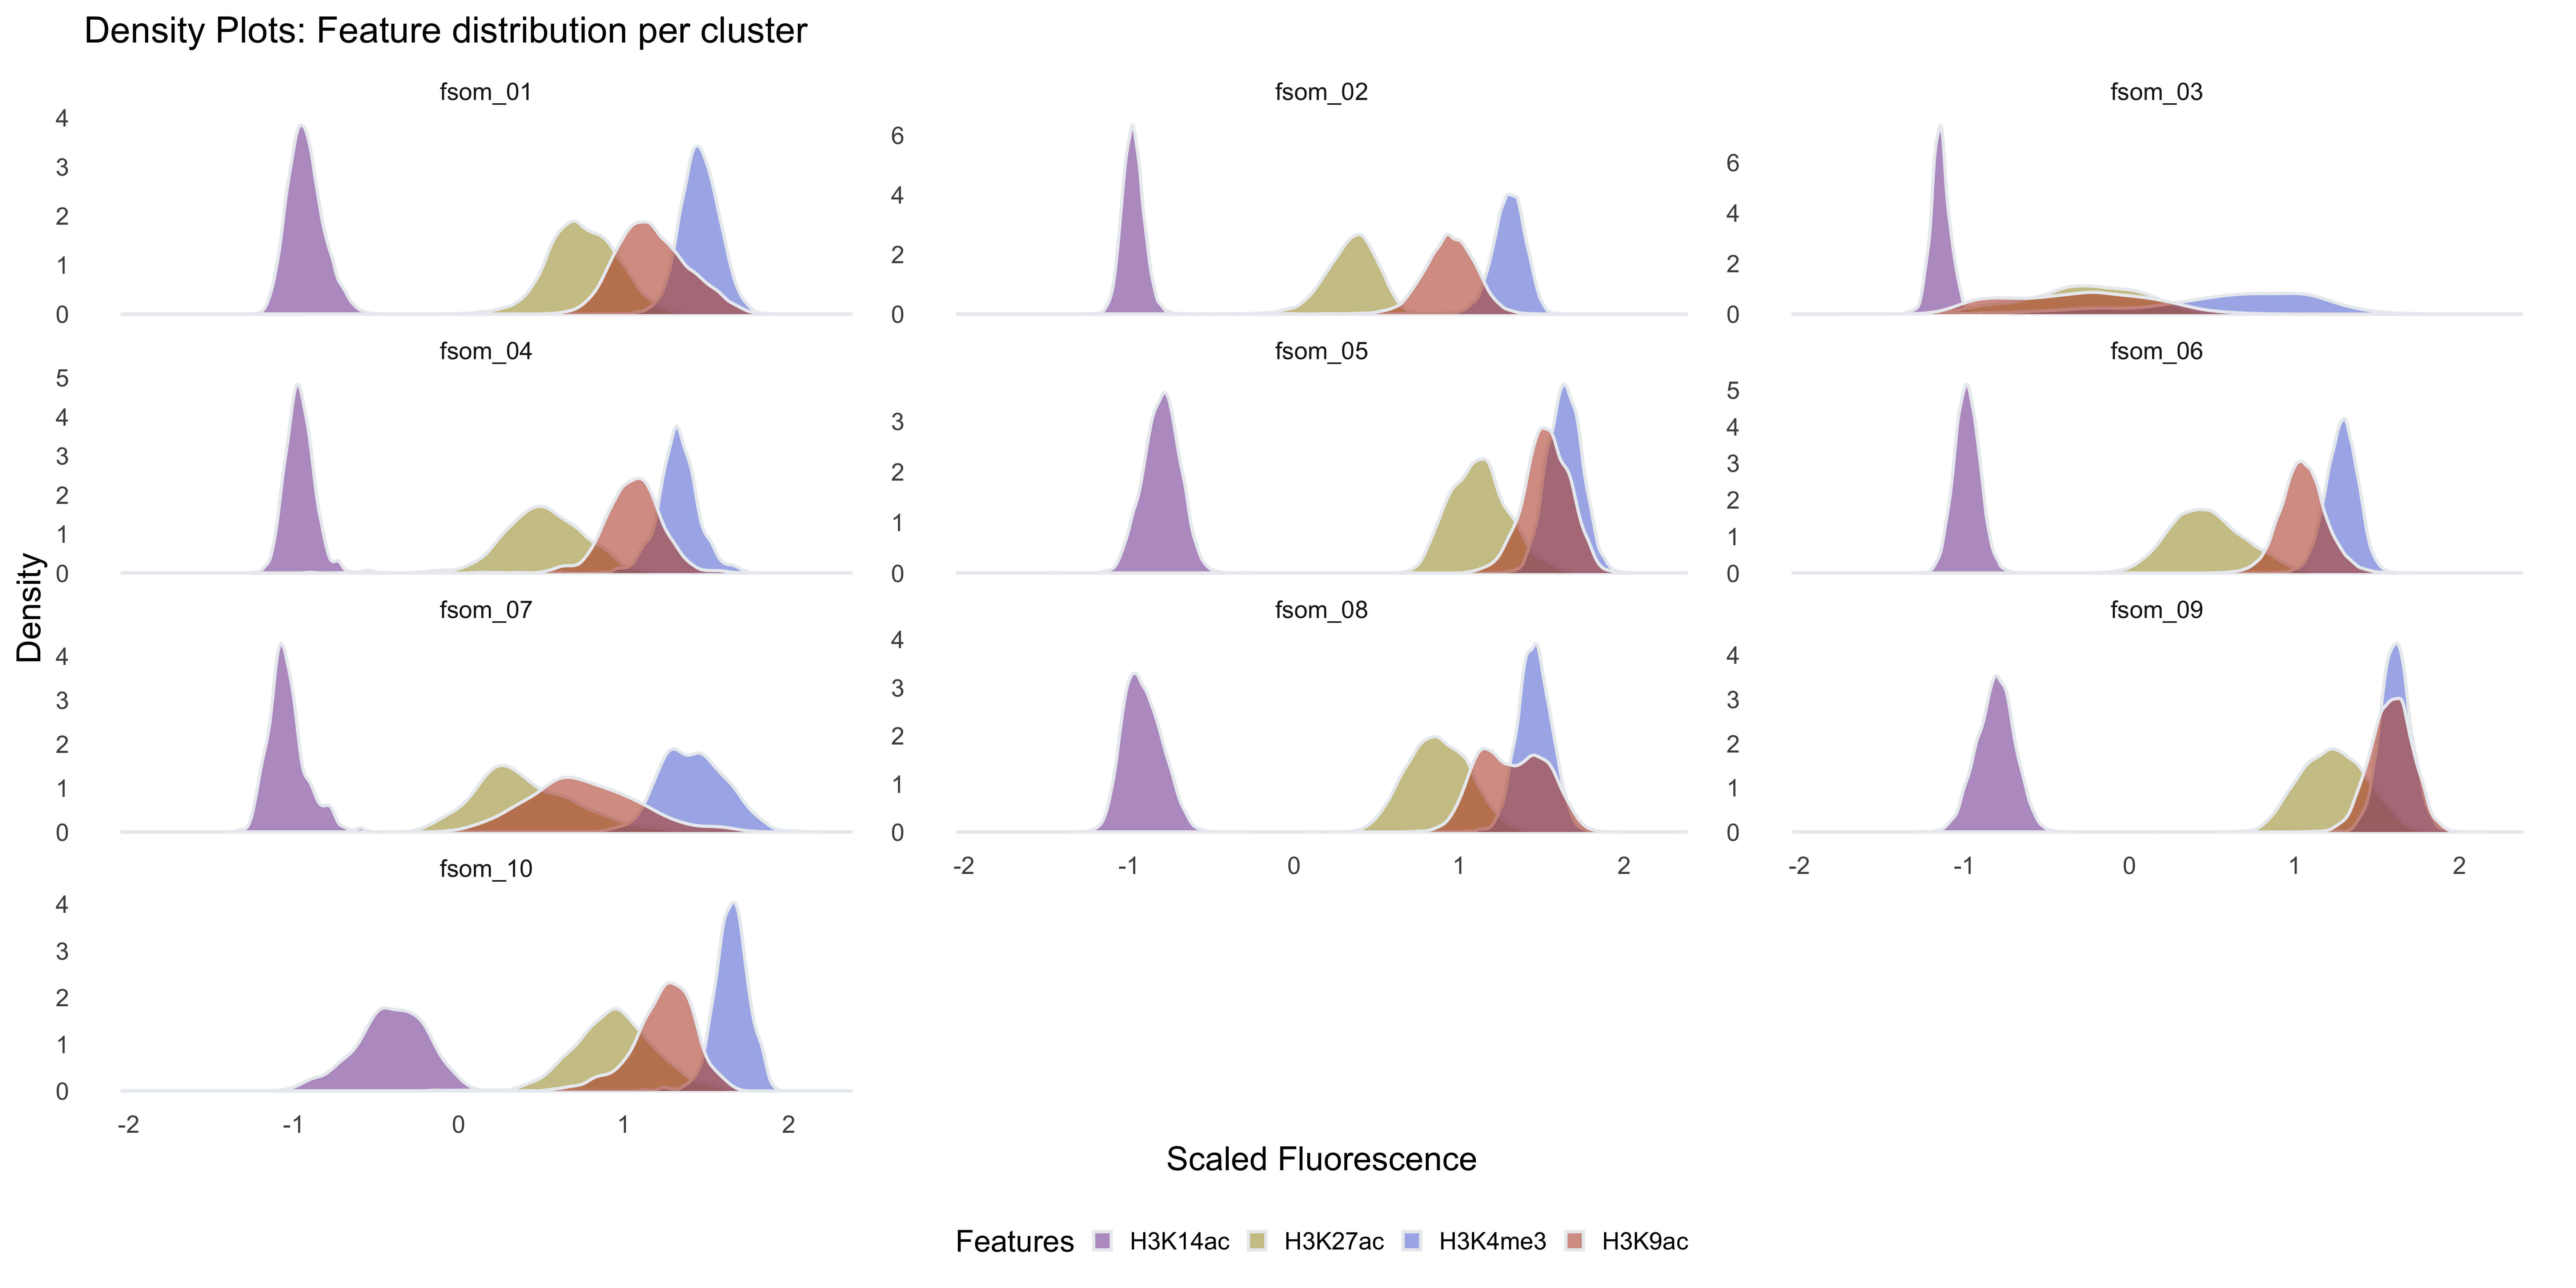 Density Plots: Feature distribution per cluster
fsom_01
4
3
2
1
0
fsom_02
6
4
2
0
fsom_03
6
4
2
0
fsom_04
5
4
3
2
1
0
fsom_05
3
2
1
0
fsom_06
5
4
3
2
1
0
Density
fsom_07
4
3
2
1
0
fsom_08
4
3
2
1
0
-2 -1 0 1 2
fsom_09
4
3
2
1
0
-2 -1 0 1 2
fsom_10
4
3
2
1
0
-2 -1 0 1 2
Scaled Fluorescence
Features H3K14ac H3K27ac H3K4me3 H3K9ac